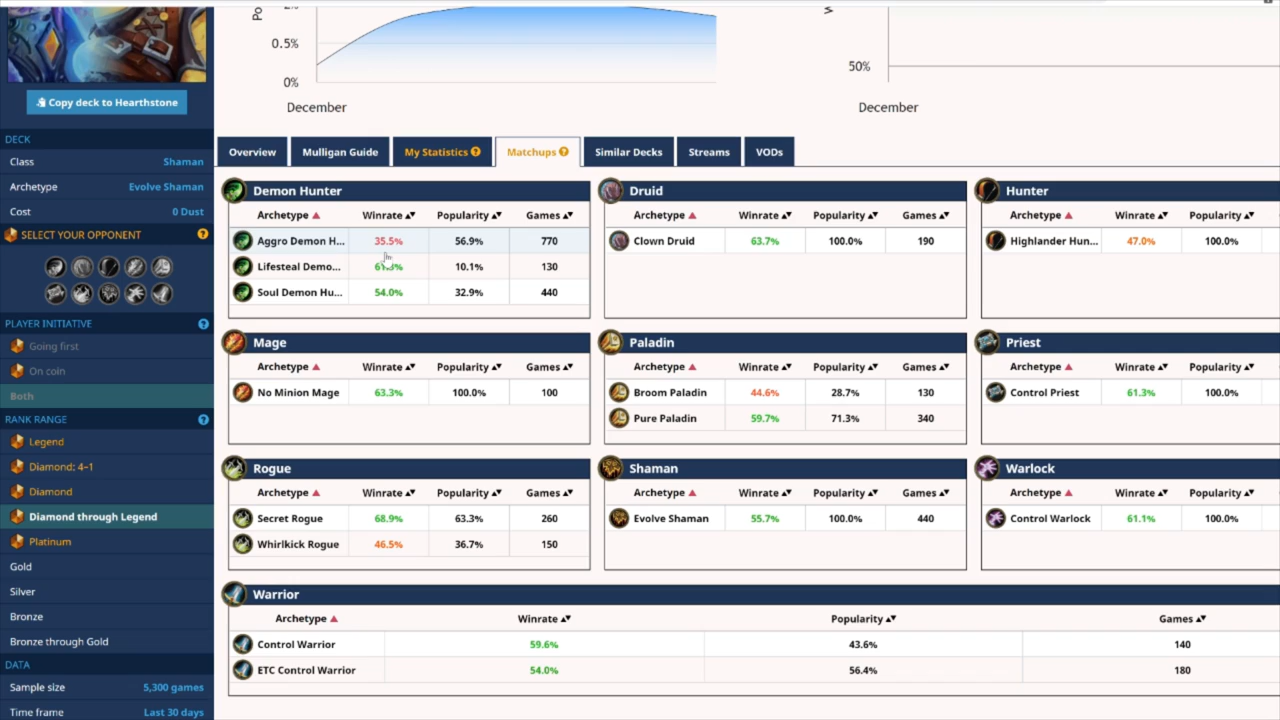 0.5%
0%
December
50%
December
Copy deck to Hearthstone
DECK
Class Shaman
Archetype Evolve Shaman
Cost 0 Dust
SELECT YOUR OPPONENT ?
PLAYER INITIATIVE ?
Going first
On coin
Both
RANK RANGE ?
Legend
Diamond: 4–1
Diamond
Diamond through Legend
Platinum
Gold
Silver
Bronze
Bronze through Gold
DATA
Sample size 5,300 games
Time frame Last 30 days
Overview Mulligan Guide My Statistics ? Matchups ? Similar Decks Streams VODs
Demon Hunter
Archetype Winrate Popularity Games
Aggro Demon H... 35.5% 56.9% 770
Lifesteal Demo... 10.1% 130
Soul Demon Hu... 54.0% 32.9% 440
Druid
Archetype Winrate Popularity Games
Clown Druid 63.7% 100.0% 190
Hunter
Archetype Winrate Popularity
Highlander Hun... 47.0% 100.0%
Mage
Archetype Winrate Popularity Games
No Minion Mage 63.3% 100.0% 100
Paladin
Archetype Winrate Popularity Games
Broom Paladin 44.6% 28.7% 130
Pure Paladin 59.7% 71.3% 340
Priest
Archetype Winrate Popularity
Control Priest 61.3% 100.0%
Rogue
Archetype Winrate Popularity Games
Secret Rogue 68.9% 63.3% 260
Whirlkick Rogue 46.5% 36.7% 150
Shaman
Archetype Winrate Popularity Games
Evolve Shaman 55.7% 100.0% 440
Warlock
Archetype Winrate Popularity
Control Warlock 61.1% 100.0%
Warrior
Archetype Winrate Popularity Games
Control Warrior 59.6% 43.6% 140
ETC Control Warrior 54.0% 56.4% 180